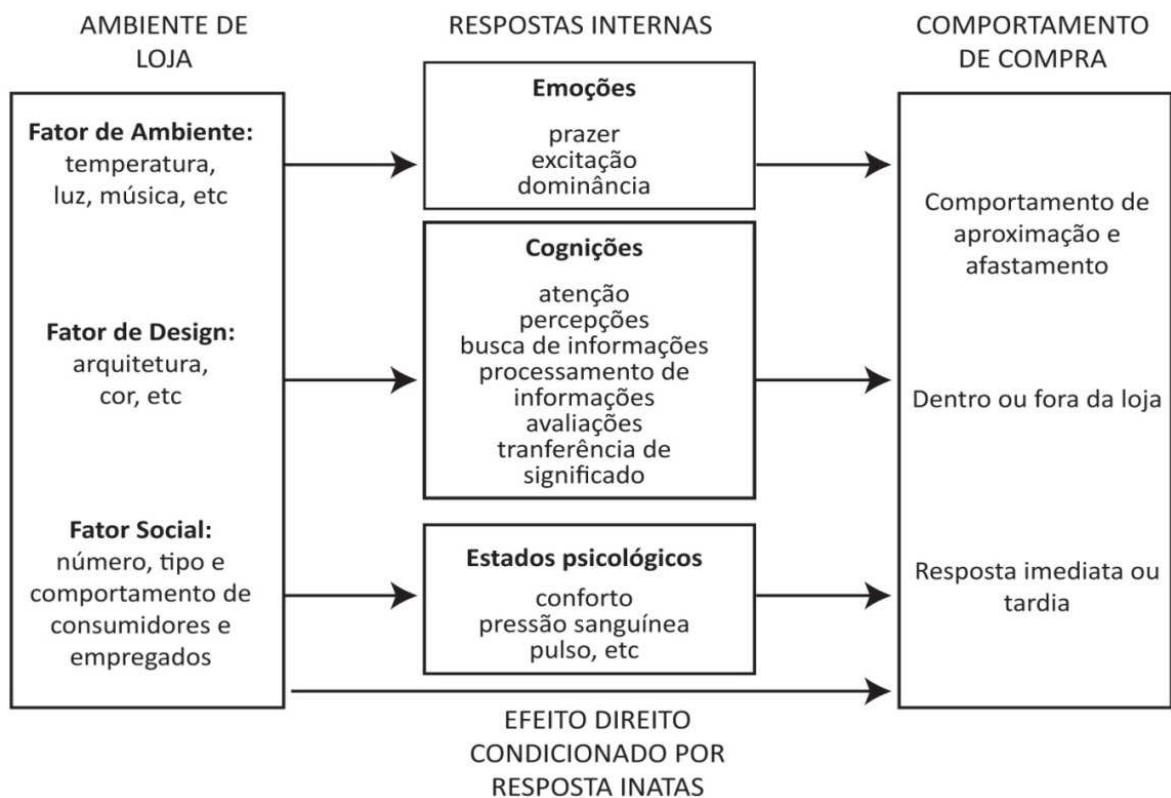 AMBIENTE DE
LOJA
Fator de Ambiente:
temperatura,
luz, música, etc
Fator de Design:
arquitetura,
cor, etc
Fator Social:
número, tipo e
comportamento de
consumidores e
empregados
RESPOSTAS INTERNAS
Emoções
prazer
excitação
dominância
Cognições
atenção
percepções
busca de informações
processamento de
informações
avaliações
tranferência de
significado
Estados psicológicos
conforto
pressão sanguínea
pulso, etc
EFEITO DIREITO
CONDICIONADO POR
RESPOSTA INATAS
COMPORTAMENTO
DE COMPRA
Comportamento de
aproximação e
afastamento
Dentro ou fora da loja
Resposta imediata ou
tardia